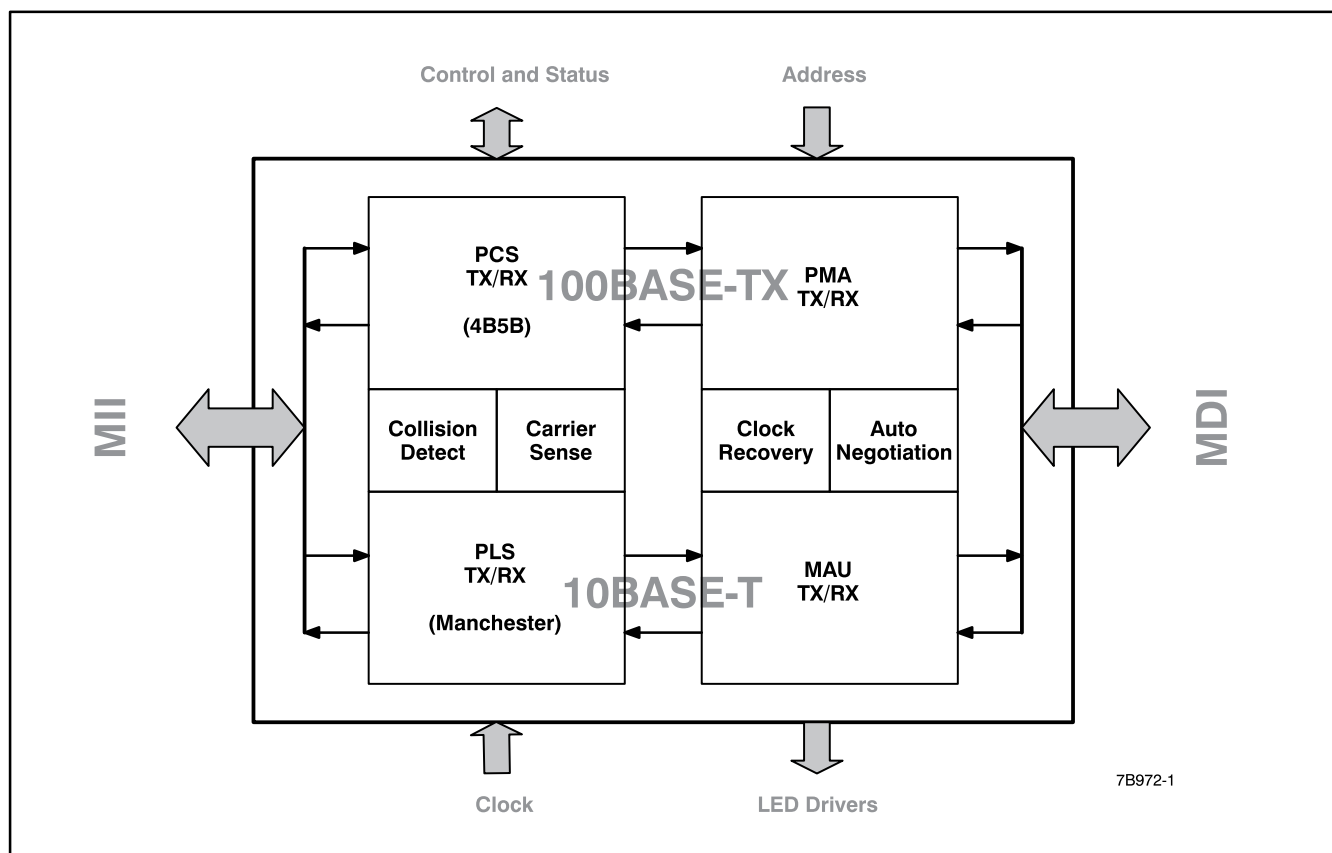 Control and Status
Address
PCS
TX/RX
(4B5B)
100BASE-TX
PMA
TX/RX
MII
Collision
Detect
Carrier
Sense
Clock
Recovery
Auto
Negotiation
MDI
PLS
TX/RX
(Manchester)
10BASE-T
MAU
TX/RX
Clock
LED Drivers
7B972-1